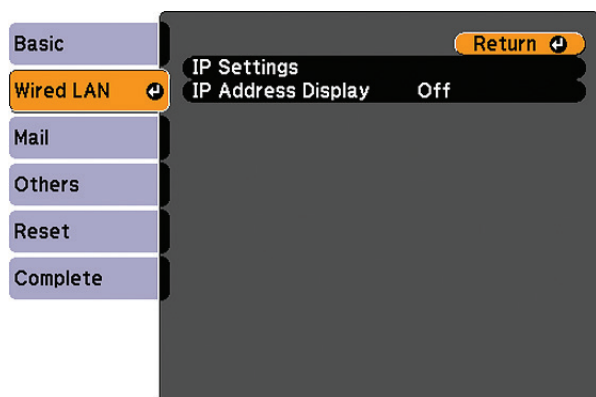 Basic
Wired LAN
Mail
Others
Reset
Complete
Return
IP Settings
IP Address Display Off